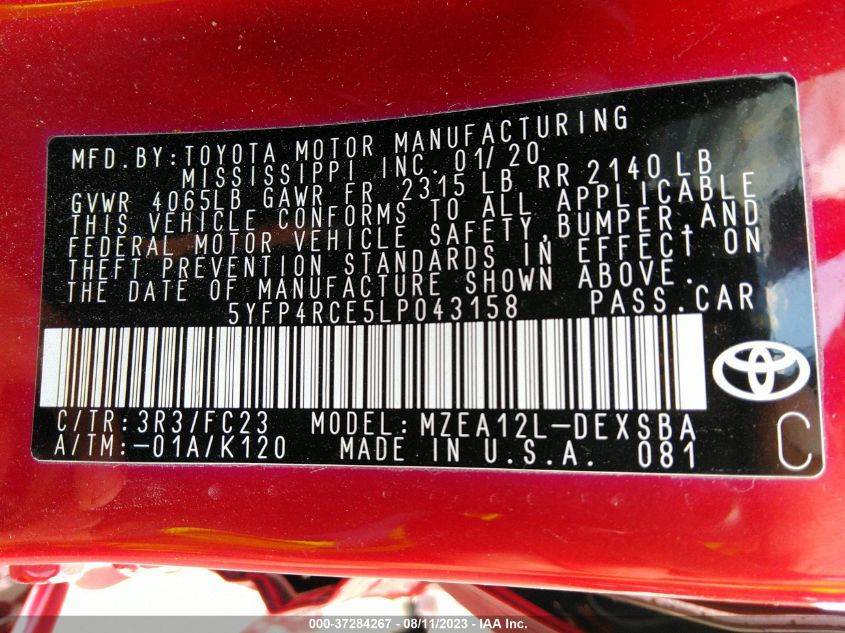 MFD.BY:TOYOTA MOTOR MANUFACTURING
MISSISSIPPI INC. 01/20
GVWR 4065LB GAWR FR 2315 LB RR 2140 LB
THIS VEHICLE CONFORMS TO ALL APPLICABLE
FEDERAL MOTOR VEHICLE SAFETY,BUMPER,AND
THEFT PREVENTION STANDARDS IN EFFECT ON
THE DATE OF MANUFACTURE SHOWN ABOVE.
5YFP4RCE5LP043158 PASS.CAR
C/TR:3R3/FC23 MODEL:MZEA12L-DEXSBA
A/TM:-01A/K120 MADE IN U.S.A. 081
C
000-37284267 - 08/11/2023 - IAA Inc.